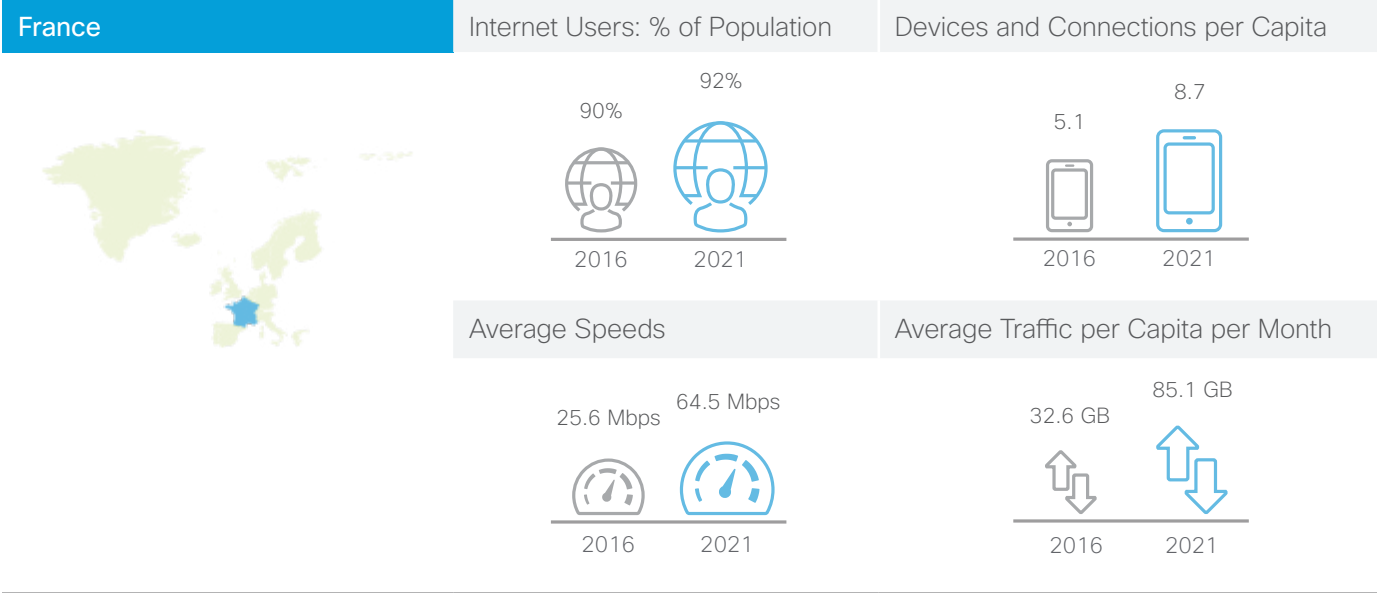 France
Internet Users: % of Population
Devices and Connections per Capita
90%
92%
2016
2021
5.1
8.7
2016
2021
Average Speeds
Average Traffic per Capita per Month
25.6 Mbps
64.5 Mbps
2016
2021
32.6 GB
85.1 GB
2016
2021